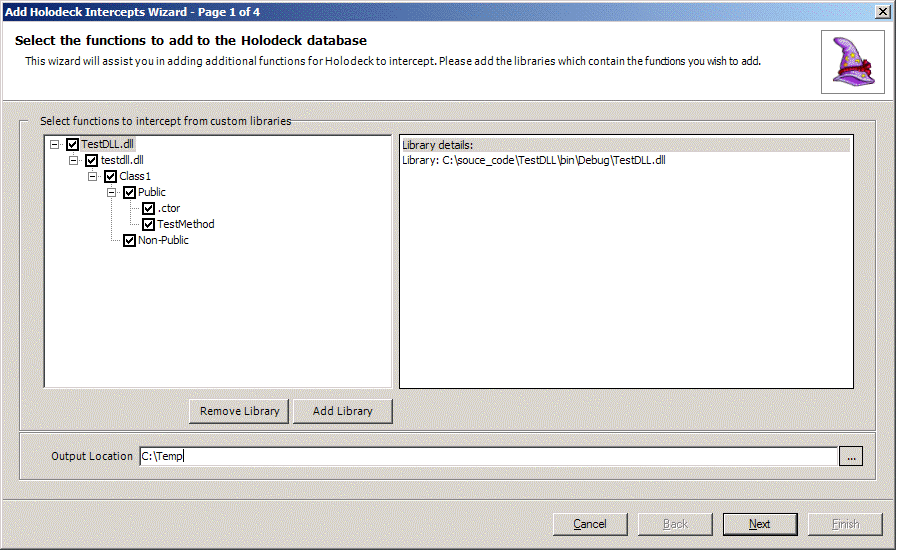 Add Holodeck Intercepts Wizard - Page 1 of 4
Select the functions to add to the Holodeck database
This wizard will assist you in adding additional functions for Holodeck to intercept. Please add the libraries which contain the functions you wish to add.
Select functions to intercept from custom libraries
TestDLL.dll
testdll.dll
Class1
Public
.ctor
TestMethod
Non-Public
Library details:
Library: C:\souce_code\TestDLL\bin\Debug\TestDLL.dll
Remove Library
Add Library
Output Location
C:\Temp
...
Cancel
Back
Next
Finish